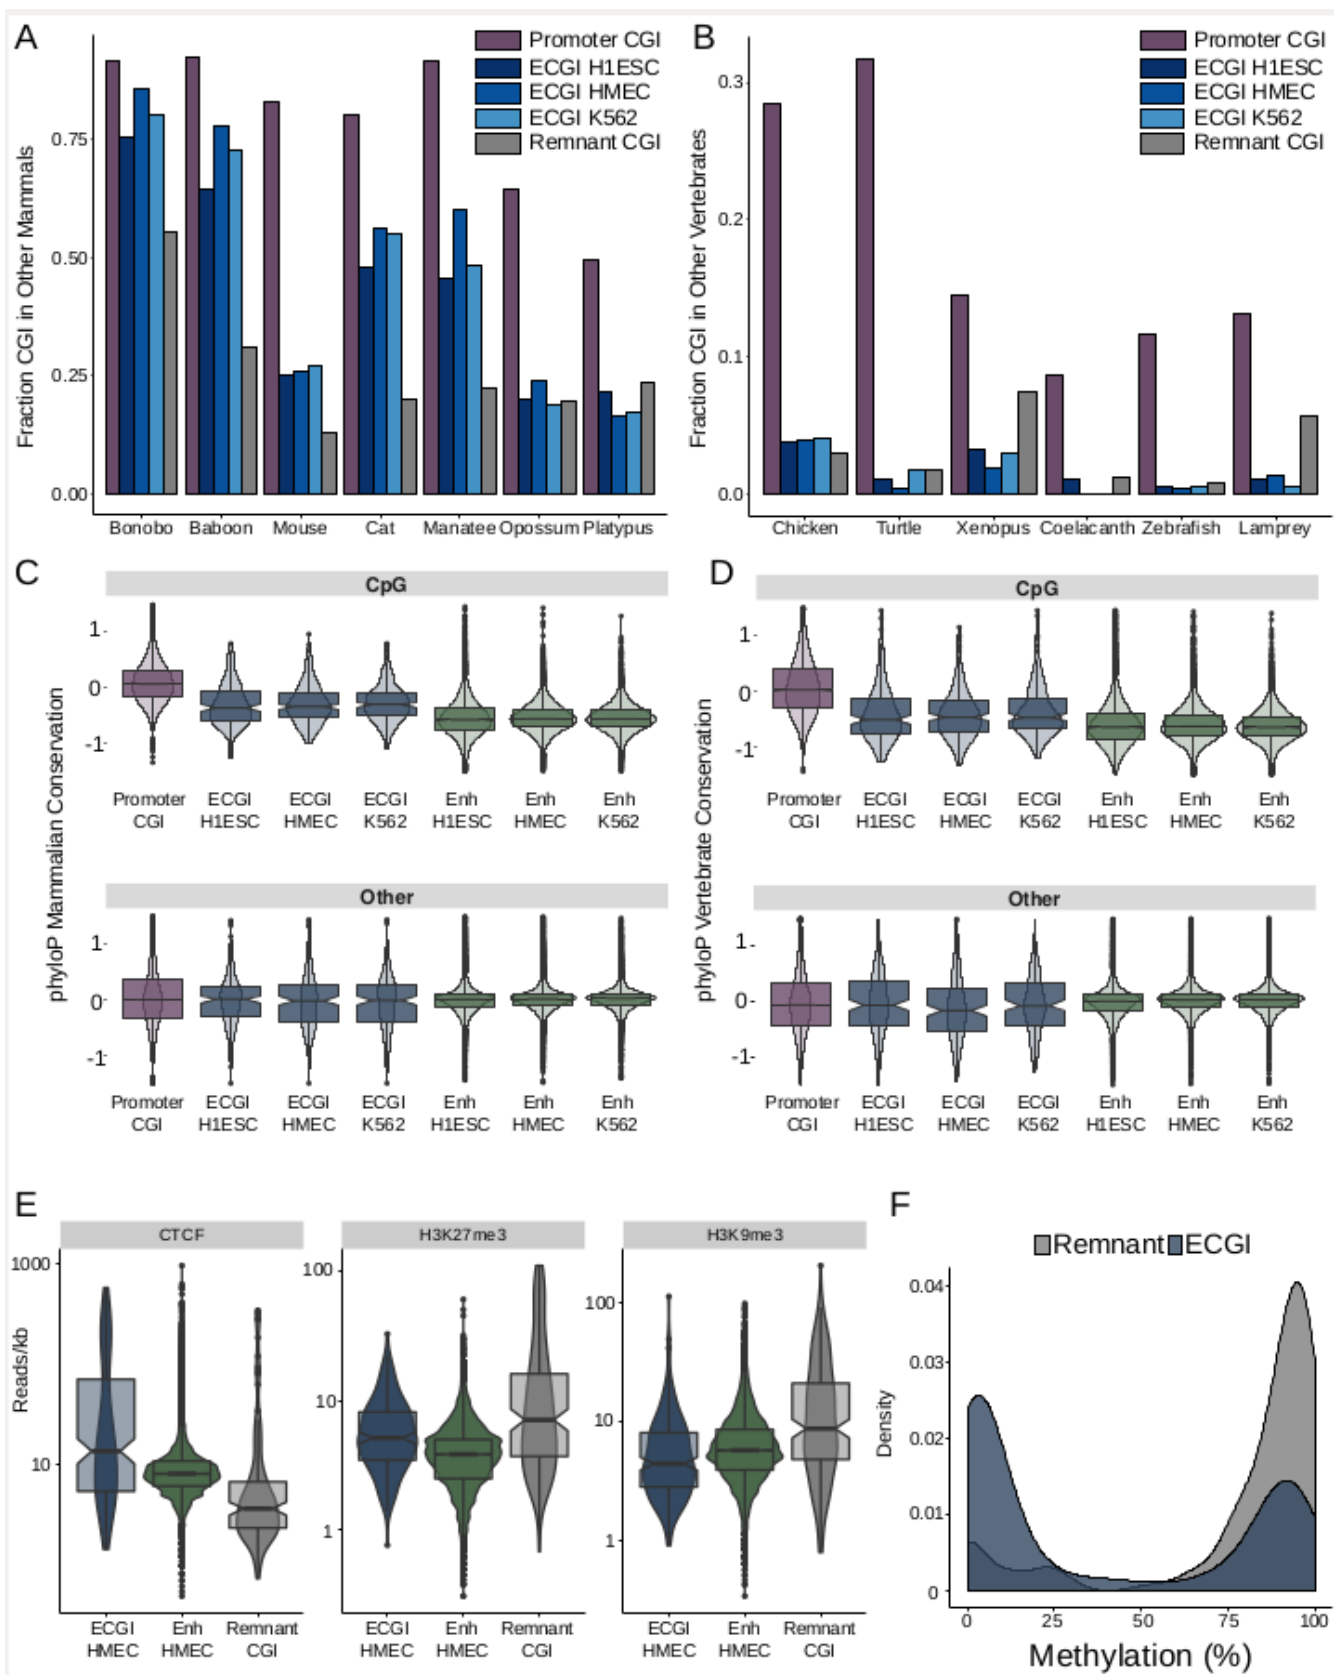 A
Promoter CGI
ECGI H1ESC
ECGI HMEC
ECGI K562
Remnant CGI
Fraction CGI in Other Mammals
0.75
0.50
0.25
0.00
Bonobo Baboon Mouse Cat Manatee Opossum Platypus
B
Promoter CGI
ECGI H1ESC
ECGI HMEC
ECGI K562
Remnant CGI
Fraction CGI in Other Vertebrates
0.3
0.2
0.1
0.0
Chicken Turtle Xenopus Coelacanth Zebrafish Lamprey
C
phyloP Mammalian Conservation
CpG
1
0
-1
Promoter ECGI ECGI ECGI Enh Enh Enh
CGI H1ESC HMEC K562 H1ESC HMEC K562
Other
1
0
-1
Promoter ECGI ECGI ECGI Enh Enh Enh
CGI H1ESC HMEC K562 H1ESC HMEC K562
D
phyloP Vertebrate Conservation
CpG
1
0
-1
Promoter ECGI ECGI ECGI Enh Enh Enh
CGI H1ESC HMEC K562 H1ESC HMEC K562
Other
1
0
-1
Promoter ECGI ECGI ECGI Enh Enh Enh
CGI H1ESC HMEC K562 H1ESC HMEC K562
E
Reads/kb
CTCF
1000
10
ECGI Enh Remnant
HMEC HMEC CGI
H3K27me3
100
10
1
ECGI Enh Remnant
HMEC HMEC CGI
H3K9me3
100
10
1
ECGI Enh Remnant
HMEC HMEC CGI
F
Remnant ECGI
Density
0.04
0.03
0.02
0.01
0
0 25 50 75 100
Methylation (%)